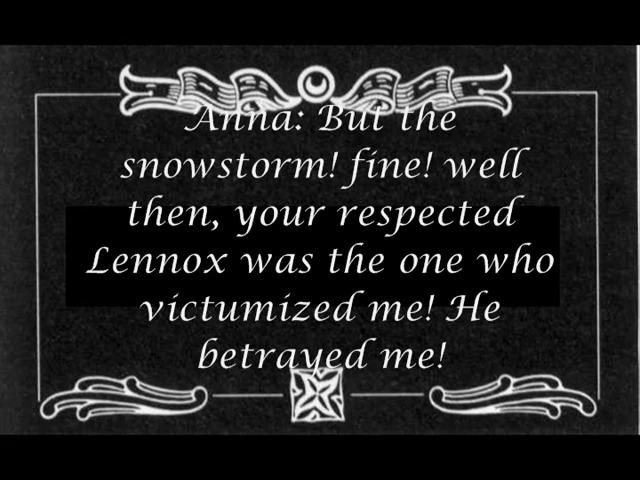 Anna: But the
snowstorm! fine! well
then, your respected
Lennox was the one who
victumized me! He
betrayed me!